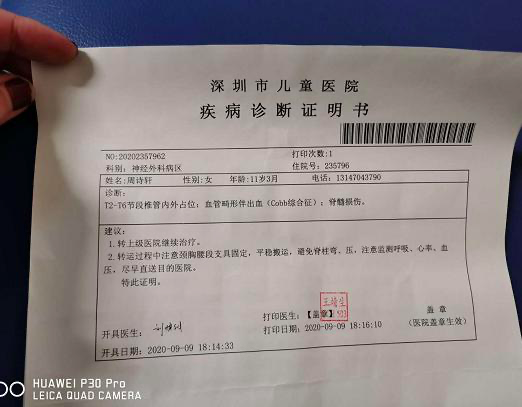 深圳市儿童医院
疾病诊断证明书
NO:20202357962 打印次数:1
科别: 神经外科病区 住院号: 235796
姓名:周诗轩 性别:女 年龄:11岁3月 电话: 13147043790
诊断:
T2-T6节段椎管内外占位; 血管畸形伴出血(Cobb综合征); 脊髓损伤。
建议:
1.转上级医院继续治疗。
2.转运过程中注意颈胸腰段支具固定,平稳搬运,避免脊柱弯、压,注意监测呼吸、心率、血
压,尽早直送目的医院。
特此证明。
开具医生:
打印医生:【盖章】
盖 章
开具日期: 2020-09-09 18:14:33
打印日期: 2020-09-09 18:16:10
(医院盖章生效)
HUAWEI P30 Pro
LEICA QUAD CAMERA